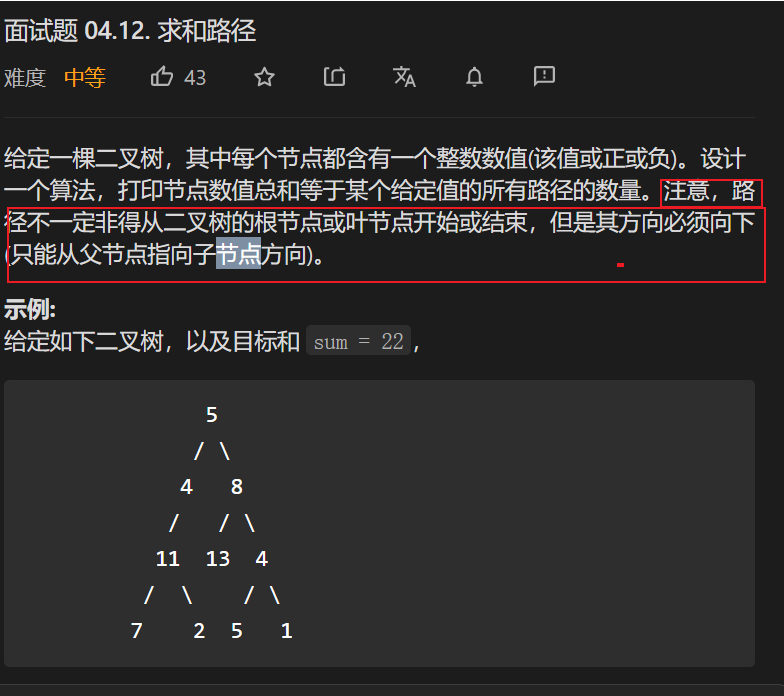 面试题 04.12. 求和路径
难度 中等 43
给定一棵二叉树，其中每个节点都含有一个整数数值(该值或正或负)。设计
一个算法，打印节点数值总和等于某个给定值的所有路径的数量。注意，路
径不一定非得从二叉树的根节点或叶节点开始或结束，但是其方向必须向下
(只能从父节点指向子节点方向)。
示例:
给定如下二叉树，以及目标和 sum = 22，
5
/ \
4 8
/ / \
11 13 4
/ \ / \
7 2 5 1